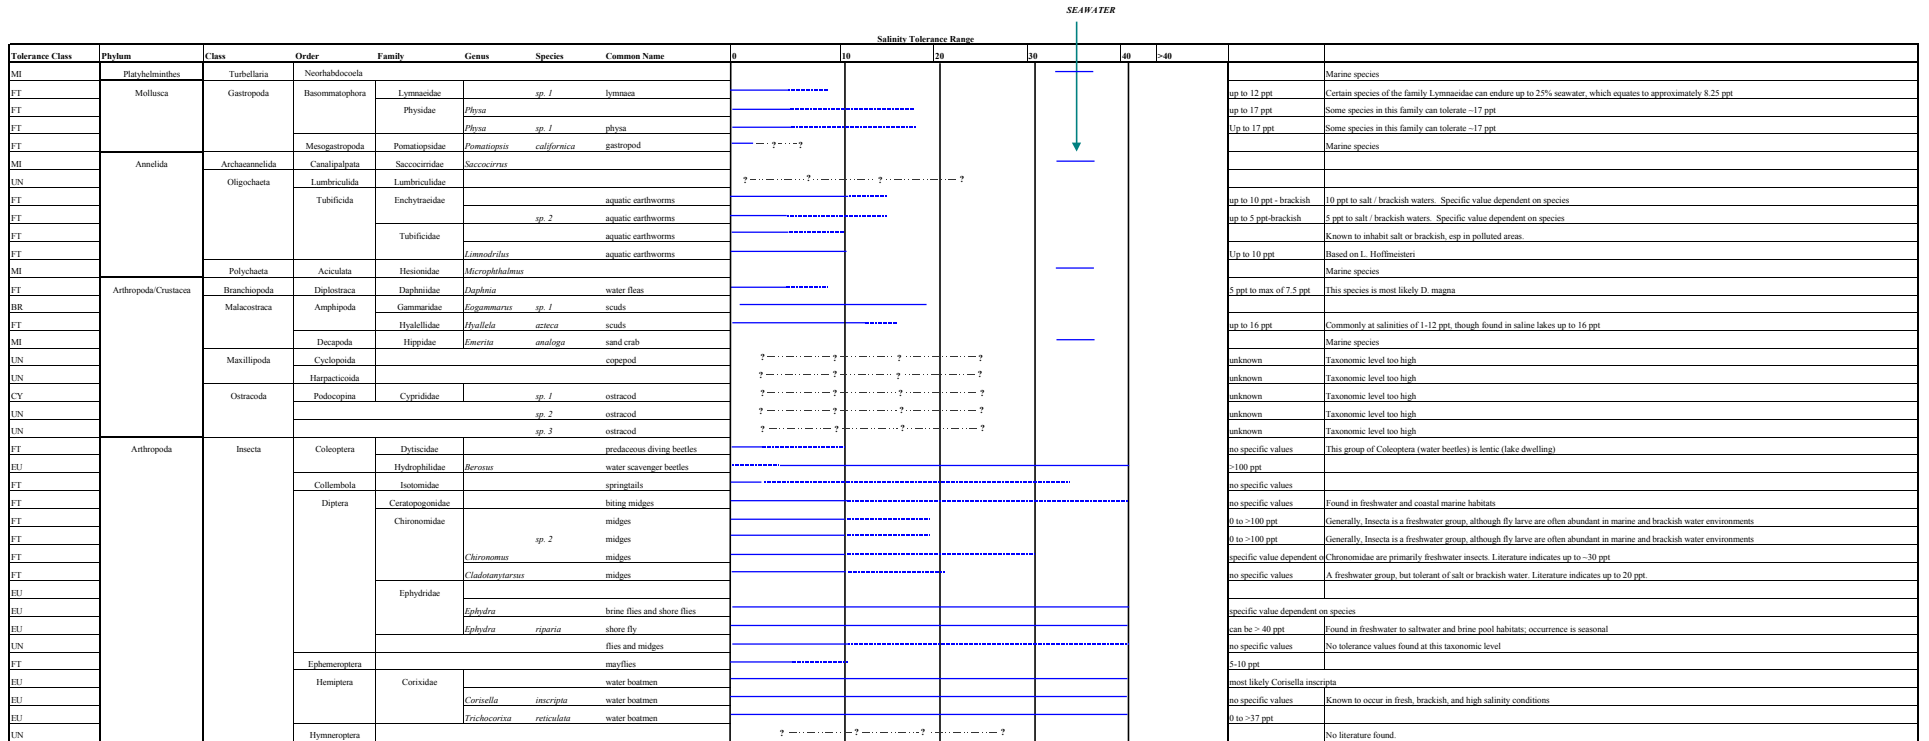 SEAWATER
Salinity Tolerance Range
Tolerance Class Phylum Class Order Family Genus Species Common Name 0 10 20 30 40 >40
MI Platyhelminthes Turbellaria Neorhabdocoela Marine species
FT Mollusca Gastropoda Basommatophora Lymnaeidae sp. 1 lymnaea up to 12 ppt Certain species of the family Lymnaeidae can endure up to 25% seawater, which equates to approximately 8.25 ppt
FT Physidae Physa up to 17 ppt Some species in this family can tolerate ~17 ppt
FT Physa sp. 1 physa Up to 17 ppt Some species in this family can tolerate ~17 ppt
FT Mesogastropoda Pomatiopsidae Pomatiopsis californica gastropod ? ? Marine species
MI Annelida Archaeannelida Canalipalpata Saccocirridae Saccocirrus
UN Oligochaeta Lumbriculida Lumbriculidae ? ? ? ?
FT Tubificida Enchytraeidae aquatic earthworms up to 10 ppt - brackish 10 ppt to salt / brackish waters. Specific value dependent on species
FT sp. 2 aquatic earthworms up to 5 ppt-brackish 5 ppt to salt / brackish waters. Specific value dependent on species
FT Tubificidae aquatic earthworms Known to inhabit salt or brackish, esp in polluted areas.
FT Limnodrilus aquatic earthworms Up to 10 ppt Based on L. Hoffmeisteri
MI Polychaeta Aciculata Hesionidae Microphthalmus Marine species
FT Arthropoda/Crustacea Branchiopoda Diplostraca Daphniidae Daphnia water fleas 5 ppt to max of 7.5 ppt This species is most likely D. magna
BR Malacostraca Amphipoda Gammaridae Eogammarus sp. 1 scuds
FT Hyalellidae Hyallela azteca scuds up to 16 ppt Commonly at salinities of 1-12 ppt, though found in saline lakes up to 16 ppt
MI Decapoda Hippidae Emerita analoga sand crab Marine species
UN Maxillipoda Cyclopoida copepod ? ? ? ? unknown Taxonomic level too high
UN Harpacticoida ? ? ? ? unknown Taxonomic level too high
CY Ostracoda Podocopina Cyprididae sp. 1 ostracod ? ? ? ? unknown Taxonomic level too high
UN sp. 2 ostracod ? ? ? ? unknown Taxonomic level too high
UN sp. 3 ostracod ? ? ? ? unknown Taxonomic level too high
FT Arthropoda Insecta Coleoptera Dytiscidae predaceous diving beetles no specific values This group of Coleoptera (water beetles) is lentic (lake dwelling)
EU Hydrophilidae Berosus water scavenger beetles >100 ppt
FT Collembola Isotomidae springtails no specific values
FT Diptera Ceratopogonidae biting midges no specific values Found in freshwater and coastal marine habitats
FT Chironomidae midges 0 to >100 ppt Generally, Insecta is a freshwater group, although fly larve are often abundant in marine and brackish water environments
FT sp. 2 midges 0 to >100 ppt Generally, Insecta is a freshwater group, although fly larve are often abundant in marine and brackish water environments
FT Chironomus midges specific value dependent o Chronomidae are primarily freshwater insects. Literature indicates up to ~30 ppt
FT Cladotanytarsus midges no specific values A freshwater group, but tolerant of salt or brackish water. Literature indicates up to 20 ppt.
EU Ephydridae
EU Ephydra brine flies and shore flies specific value dependent on species
EU Ephydra riparia shore fly can be > 40 ppt Found in freshwater to saltwater and brine pool habitats; occurrence is seasonal
UN flies and midges no specific values No tolerance values found at this taxonomic level
FT Ephemeroptera mayflies 5-10 ppt
EU Hemiptera Corixidae water boatmen most likely Corisella inscripta
EU Corisella inscripta water boatmen no specific values Known to occur in fresh, brackish, and high salinity conditions
EU Trichocorixa reticulata water boatmen 0 to >37 ppt
UN Hymneroptera ? ? ? ? No literature found.